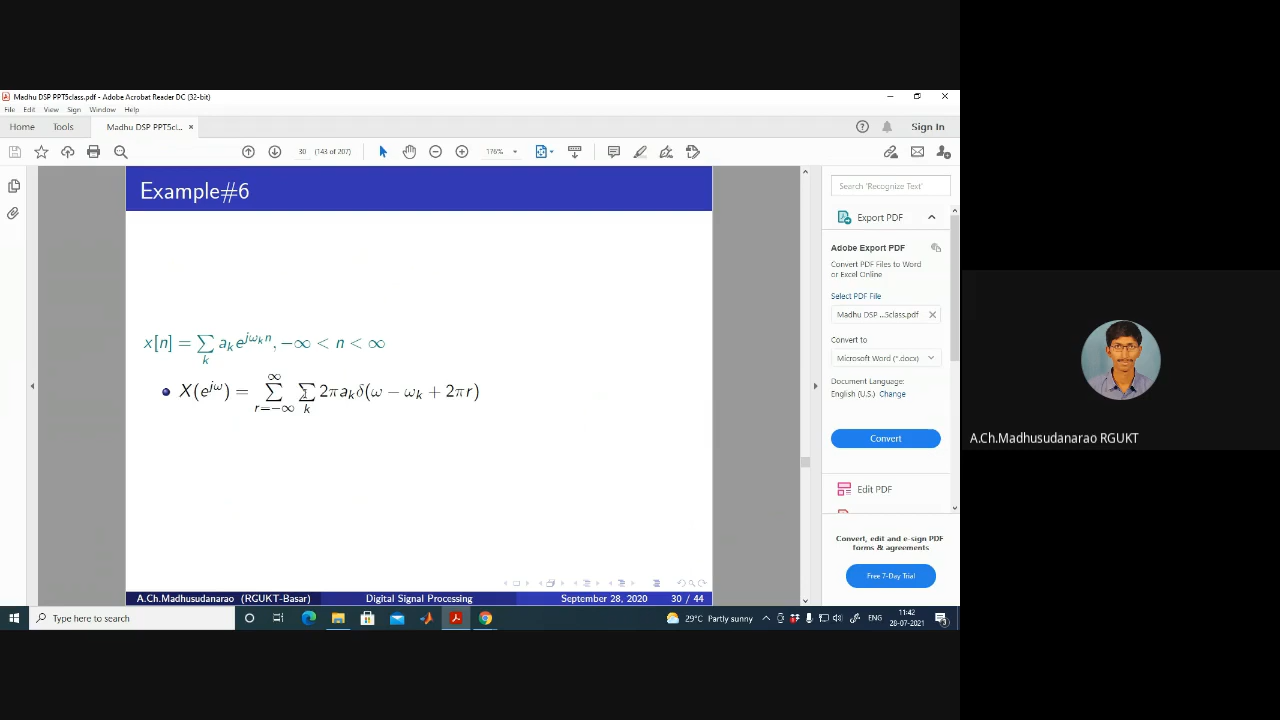 Madhu DSP PPT5class.pdf - Adobe Acrobat Reader DC (32-bit)
File Edit View Sign Window Help
Home Tools Madhu DSP PPT5cl... × Sign In
30 (143 of 207) 176%
Example#6
x[n] = ∑_k a_k e^{jω_k n}, −∞ < n < ∞
X(e^{jω}) = ∑_{r=−∞}^{∞} ∑_k 2πa_kδ(ω − ω_k + 2πr)
A.Ch.Madhusudanarao (RGUKT-Basar) Digital Signal Processing September 28, 2020 30 / 44
Search 'Recognize Text'
Export PDF
Adobe Export PDF
Convert PDF Files to Word
or Excel Online
Select PDF File
Madhu DSP ...5class.pdf ×
Convert to
Microsoft Word (*.docx)
Document Language:
English (U.S.) Change
Convert
Edit PDF
Convert, edit and e-sign PDF
forms & agreements
Free 7-Day Trial
Type here to search
29°C Partly sunny ENG
11:42
28-07-2021
3
A.Ch.Madhusudanarao RGUKT